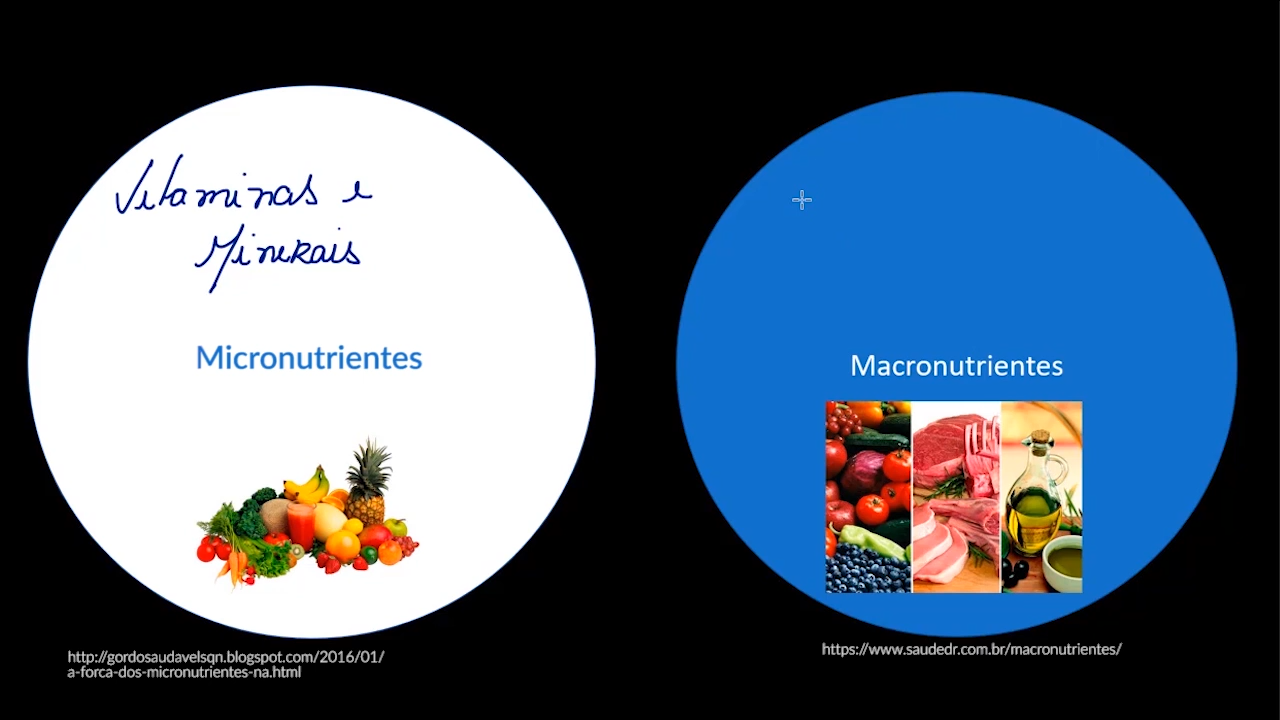 Vitaminas e
Minerais
Micronutrientes
http://gordosaudavelsqn.blogspot.com/2016/01/
a-forca-dos-micronutrientes-na.html
Macronutrientes
https://www.saudedr.com.br/macronutrientes/